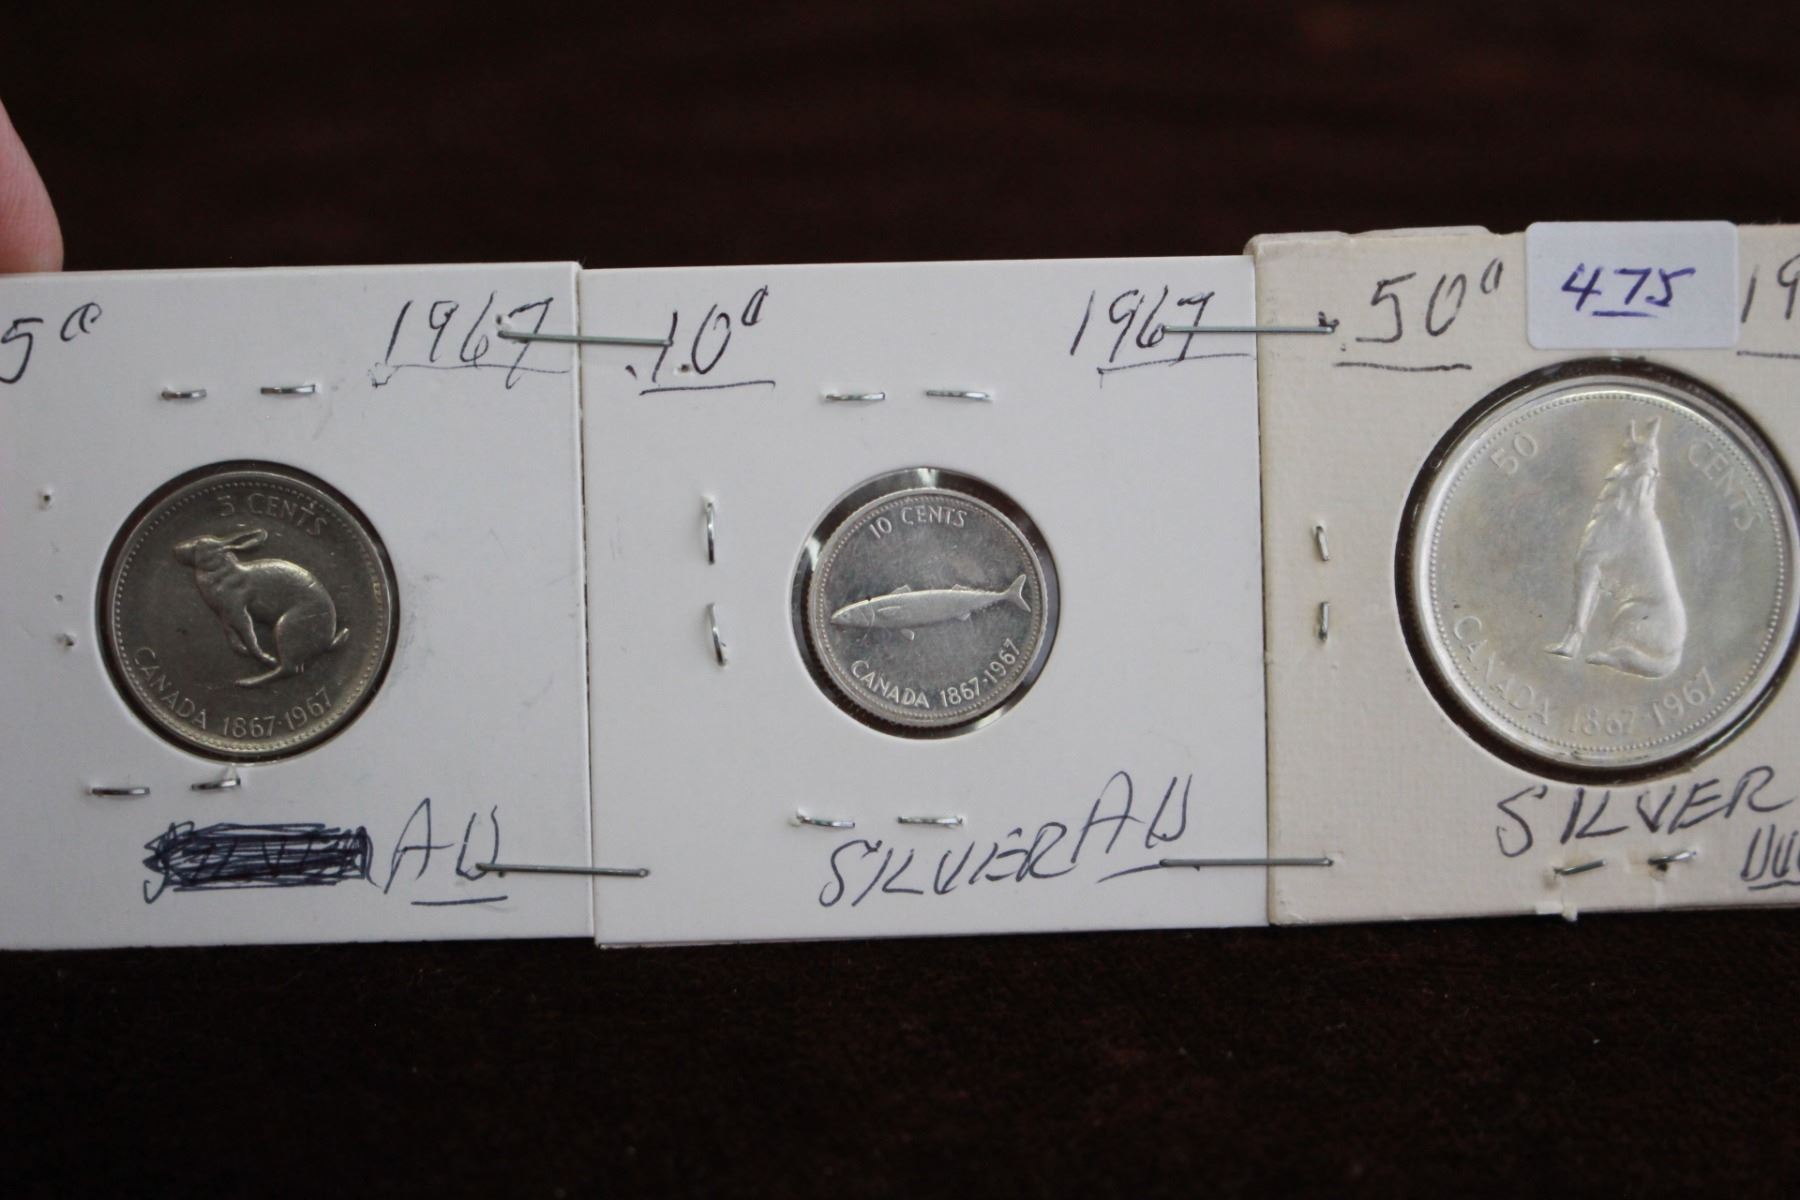 5¢ 1967
5 CENTS
CANADA 1867·1967
AU
.10¢ 1967
10 CENTS
CANADA 1867·1967
SILVER AU
.50¢ 475 19
50 CENTS
CANADA 1867·1967
SILVER